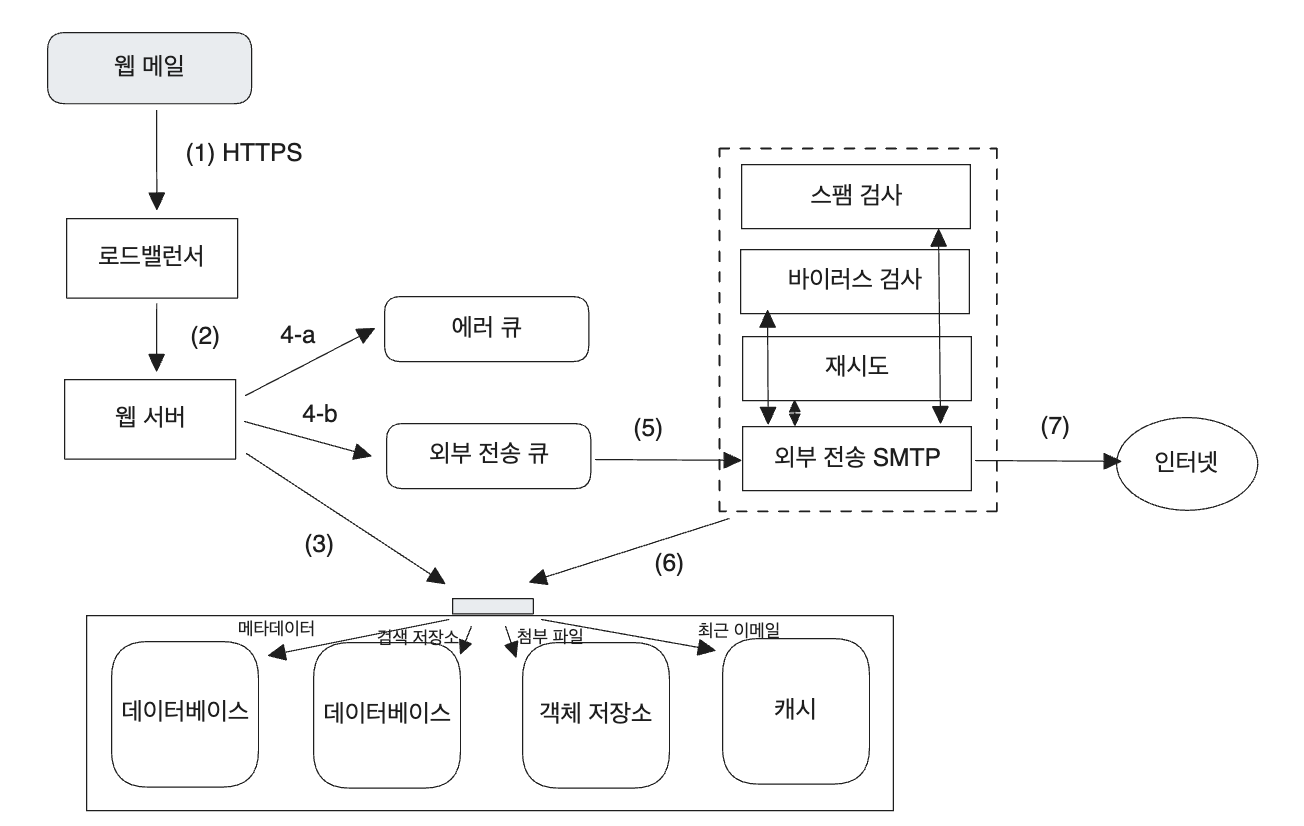 웹 메일
(1) HTTPS
로드밸런서
(2)
웹 서버
4-a
에러 큐
4-b
외부 전송 큐
(3)
(5)
스팸 검사
바이러스 검사
재시도
외부 전송 SMTP
(6)
(7)
인터넷
메타데이터
검색 저장소
첨부 파일
최근 이메일
데이터베이스
데이터베이스
객체 저장소
캐시